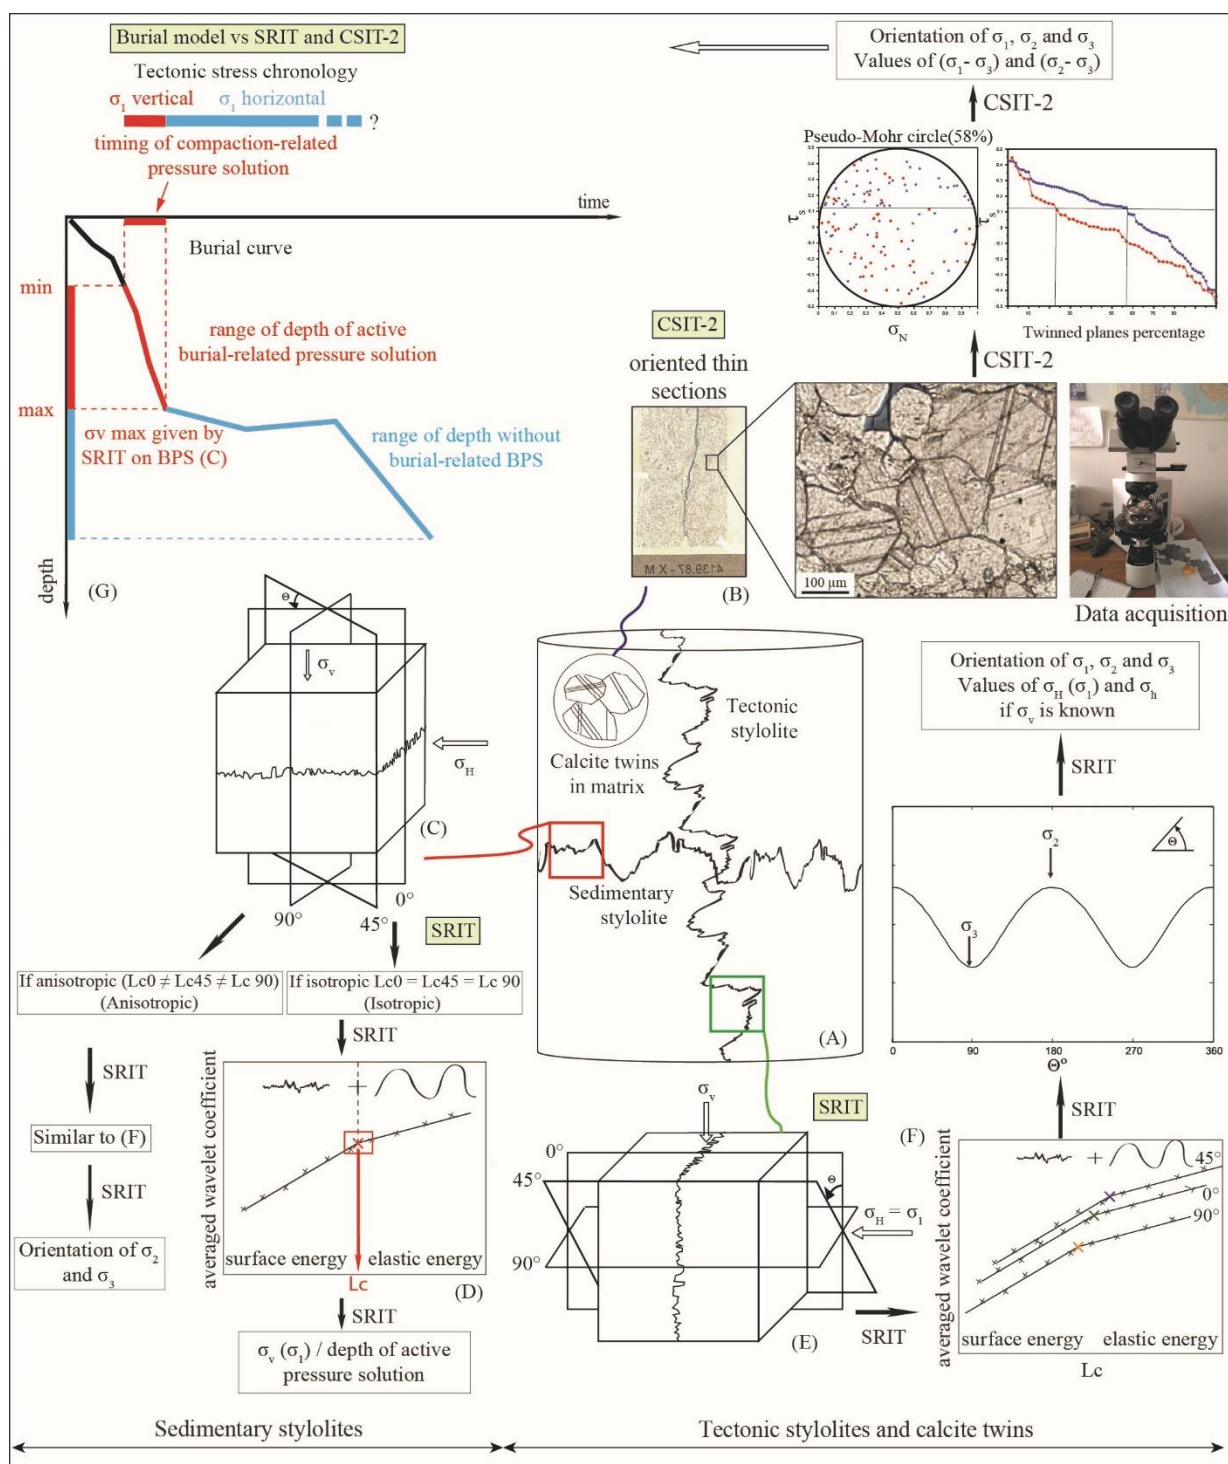 Burial model vs SRIT and CSIT-2
Tectonic stress chronology
σ₁ vertical
σ₁ horizontal
?
timing of compaction-related
pressure solution
time
Burial curve
min
range of depth of active
burial-related pressure solution
max
σv max given by
SRIT on BPS (C)
range of depth without
burial-related BPS
depth
(G)
Orientation of σ₁, σ₂ and σ₃
Values of (σ₁- σ₃) and (σ₂- σ₃)
CSIT-2
Pseudo-Mohr circle(58%)
τₛ
σ_N
τₛ
Twinned planes percentage
CSIT-2
CSIT-2
oriented thin
sections
4139,87 - X M
(B)
100 μm
Data acquisition
Θ
σᵥ
σ_H
(C)
0°
90°
45°
SRIT
If anisotropic (Lc0 ≠ Lc45 ≠ Lc 90)
(Anisotropic)
If isotropic Lc0 = Lc45 = Lc 90
(Isotropic)
SRIT
SRIT
Similar to (F)
SRIT
Orientation of σ₂
and σ₃
averaged wavelet coefficient
+
surface energy
elastic energy
Lc
(D)
SRIT
σᵥ (σ₁) / depth of active
pressure solution
Calcite twins
in matrix
Tectonic
stylolite
Sedimentary
stylolite
(A)
Orientation of σ₁, σ₂ and σ₃
Values of σ_H (σ₁) and σₕ
if σᵥ is known
SRIT
σ₂
σ₃
Θ
0
90
180
270
360
Θº
SRIT
SRIT
σᵥ
0°
45°
90°
Θ
σ_H = σ₁
(E)
SRIT
(F)
averaged wavelet coefficient
+
45°
0°
90°
surface energy
elastic energy
Lc
Sedimentary stylolites
Tectonic stylolites and calcite twins